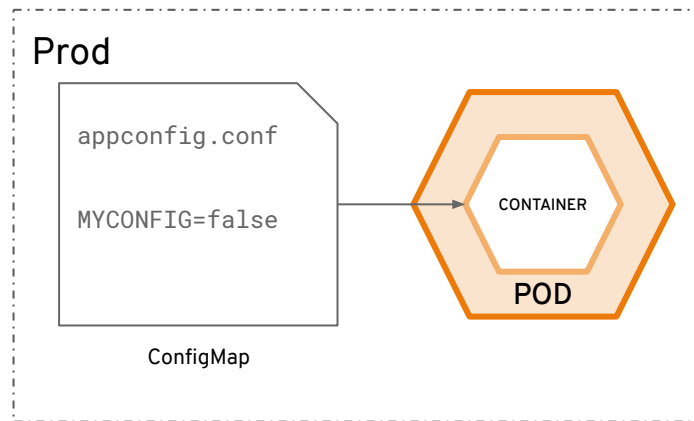 Prod
appconfig.conf
MYCONFIG=false
ConfigMap
CONTAINER
POD